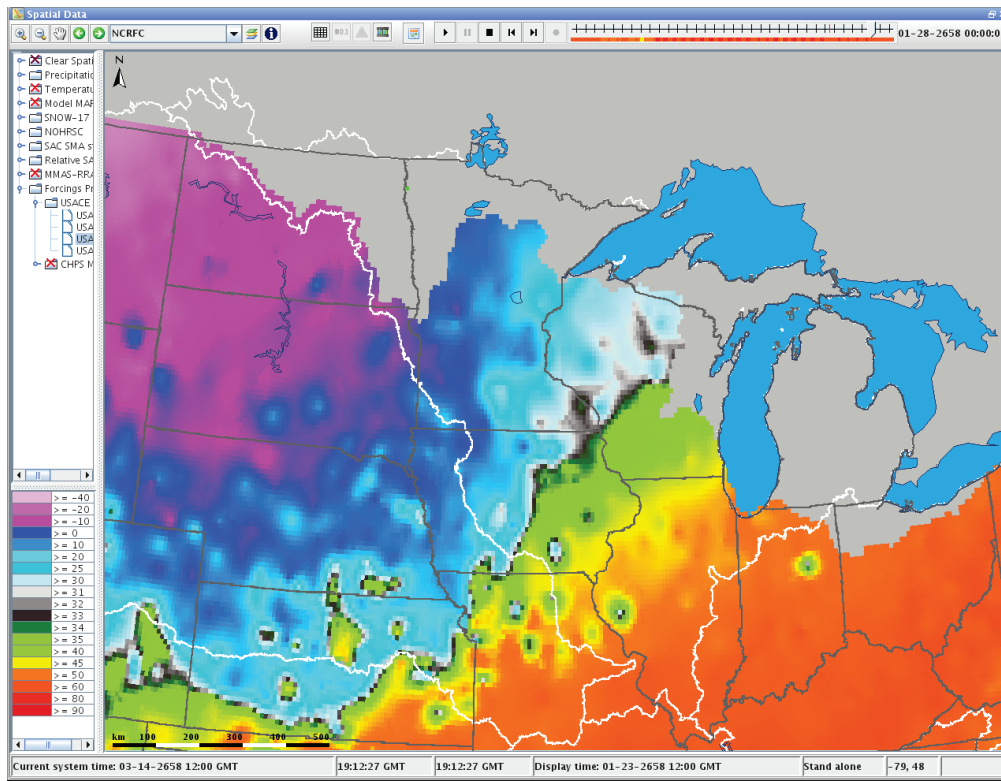 Spatial Data
NCRFC
01-28-2658 00:00:0
Clear Spati
Precipitatio
Temperatu
Model MAP
SNOW-17
NOHRSC
SAC SMA s
Relative SA
MMAS-RRA
Forcings Pr
USACE
USA
USA
USA
USA
CHPS M
N
>= -40
>= -20
>= -10
>= 0
>= 10
>= 20
>= 25
>= 30
>= 31
>= 32
>= 33
>= 34
>= 35
>= 40
>= 45
>= 50
>= 60
>= 80
>= 90
km 100 200 300 400 500
Current system time: 03-14-2658 12:00 GMT 19:12:27 GMT 19:12:27 GMT Display time: 01-23-2658 12:00 GMT Stand alone -79, 48